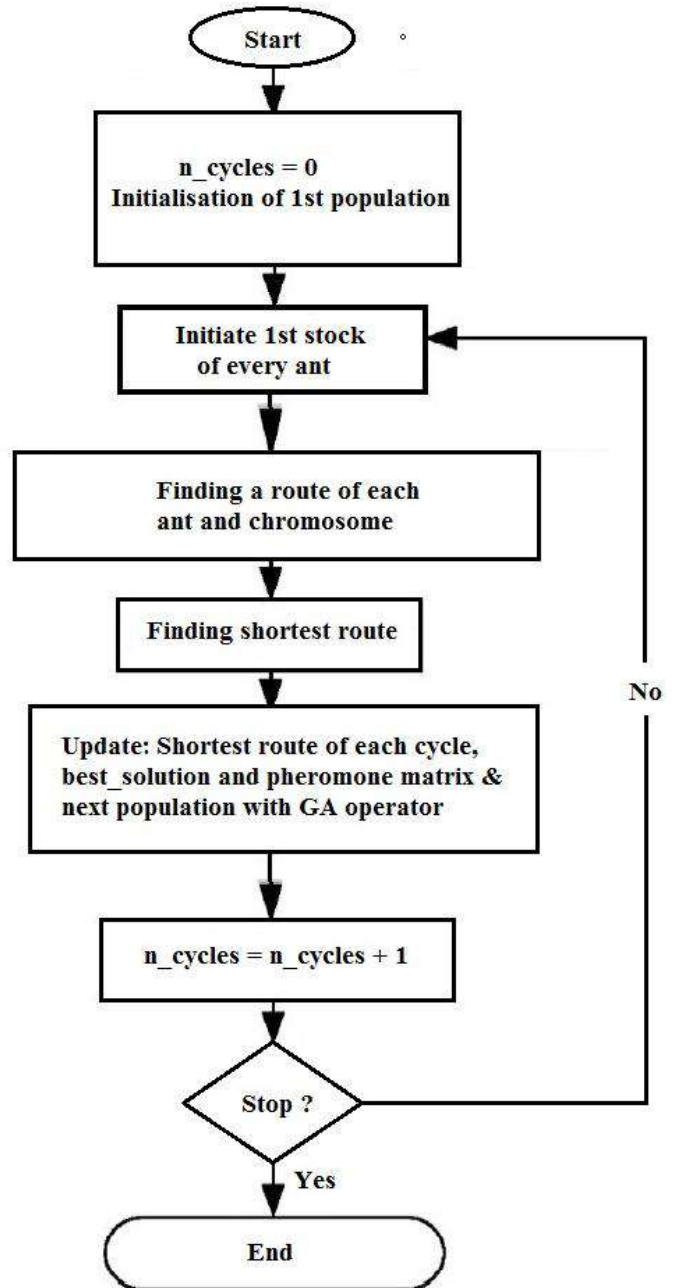 Start
n_cycles = 0
Initialisation of 1st population
Initiate 1st stock
of every ant
Finding a route of each
ant and chromosome
Finding shortest route
No
Update: Shortest route of each cycle,
best_solution and pheromone matrix &
next population with GA operator
n_cycles = n_cycles + 1
Stop ?
Yes
End